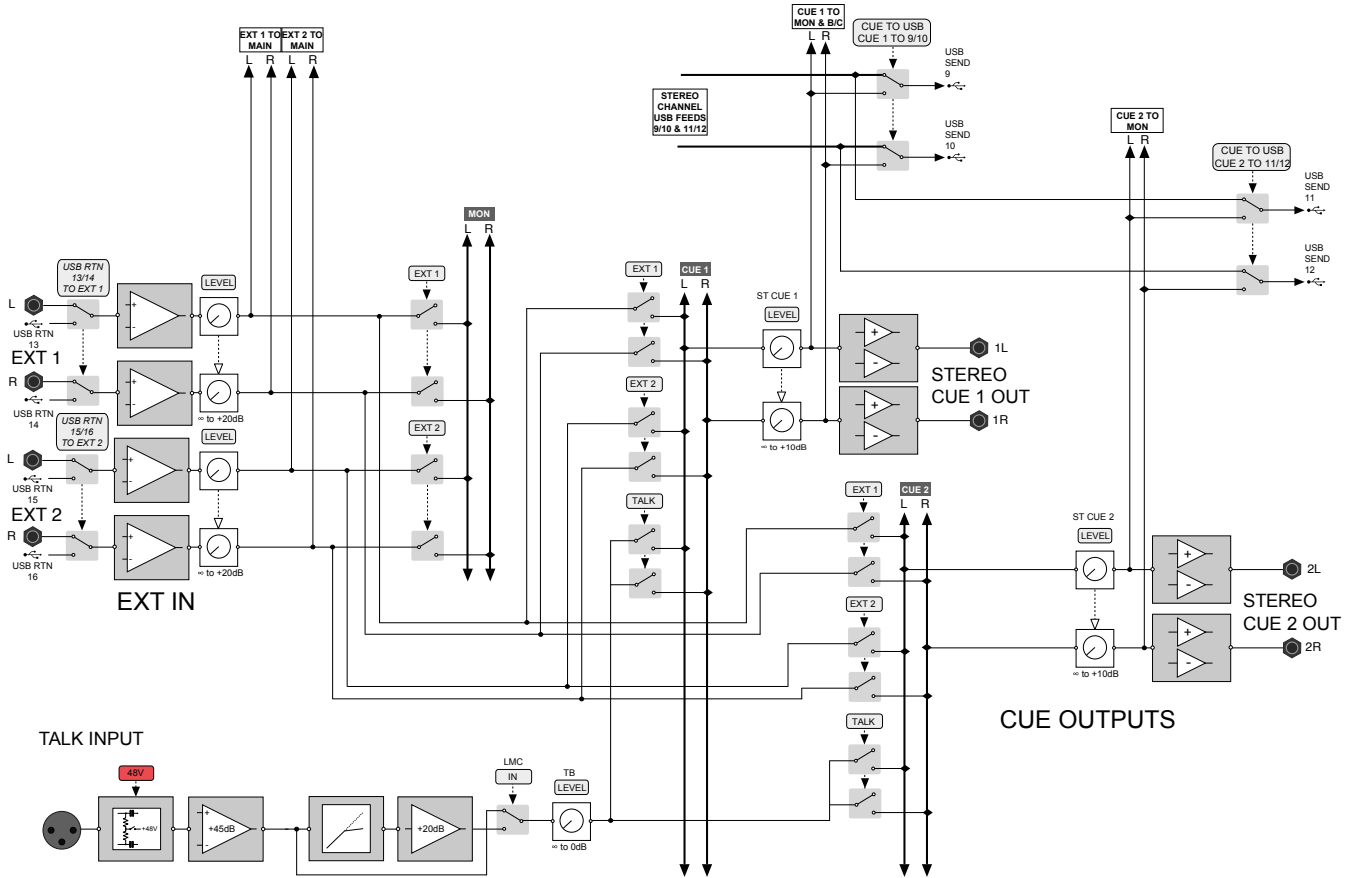 CUE 1 TO
MON & B/C
L R
CUE TO USB
CUE 1 TO 9/10
USB
SEND
9
EXT 1 TO
MAIN
L R
EXT 2 TO
MAIN
L R
STEREO
CHANNEL
USB FEEDS
9/10 & 11/12
USB
SEND
10
CUE 2 TO
MON
L R
CUE TO USB
CUE 2 TO 11/12
USB
SEND
11
USB
SEND
12
MON
L R
USB RTN
13/14
TO EXT 1
LEVEL
EXT 1
L
USB RTN
13
EXT 1
R
USB RTN
14
+
-
+
-
∞ to +20dB
USB RTN
15/16
TO EXT 2
LEVEL
EXT 2
L
USB RTN
15
EXT 2
R
USB RTN
16
+
-
+
-
∞ to +20dB
EXT IN
EXT 1
CUE 1
L R
EXT 2
TALK
ST CUE 1
LEVEL
∞ to +10dB
+
-
+
-
1L
STEREO
CUE 1 OUT
1R
EXT 1
CUE 2
L R
EXT 2
TALK
ST CUE 2
LEVEL
∞ to +10dB
+
-
+
-
2L
STEREO
CUE 2 OUT
2R
CUE OUTPUTS
TALK INPUT
48V
+48V
+
+45dB
-
+20dB
LMC
IN
TB
LEVEL
∞ to 0dB